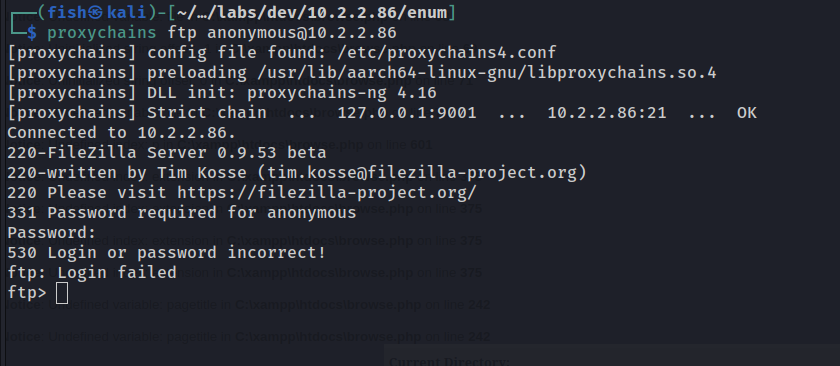 ┌──(fish㉿kali)-[~/…/labs/dev/10.2.2.86/enum]
└─$ proxychains ftp anonymous@10.2.2.86
[proxychains] config file found: /etc/proxychains4.conf
[proxychains] preloading /usr/lib/aarch64-linux-gnu/libproxychains.so.4
[proxychains] DLL init: proxychains-ng 4.16
[proxychains] Strict chain  ...  127.0.0.1:9001  ...  10.2.2.86:21  ...  OK
Connected to 10.2.2.86.
220-FileZilla Server 0.9.53 beta
220-written by Tim Kosse (tim.kosse@filezilla-project.org)
220 Please visit https://filezilla-project.org/
331 Password required for anonymous
Password:
530 Login or password incorrect!
ftp: Login failed
ftp>
Current Directory: